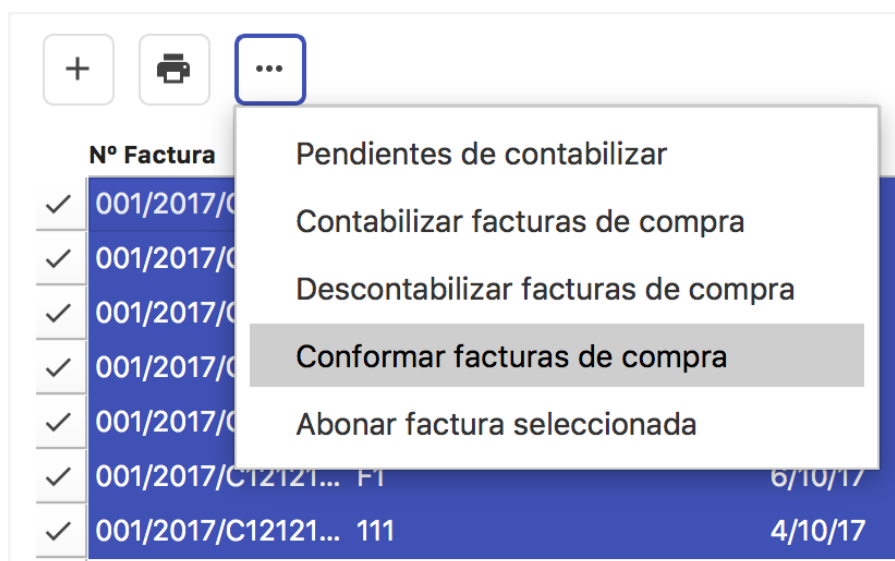 Nº Factura
Pendientes de contabilizar
Contabilizar facturas de compra
Descontabilizar facturas de compra
Conformar facturas de compra
Abonar factura seleccionada
001/2017/
001/2017/
001/2017/
001/2017/
001/2017/
001/2017/C12121... F1 6/10/17
001/2017/C12121... 111 4/10/17